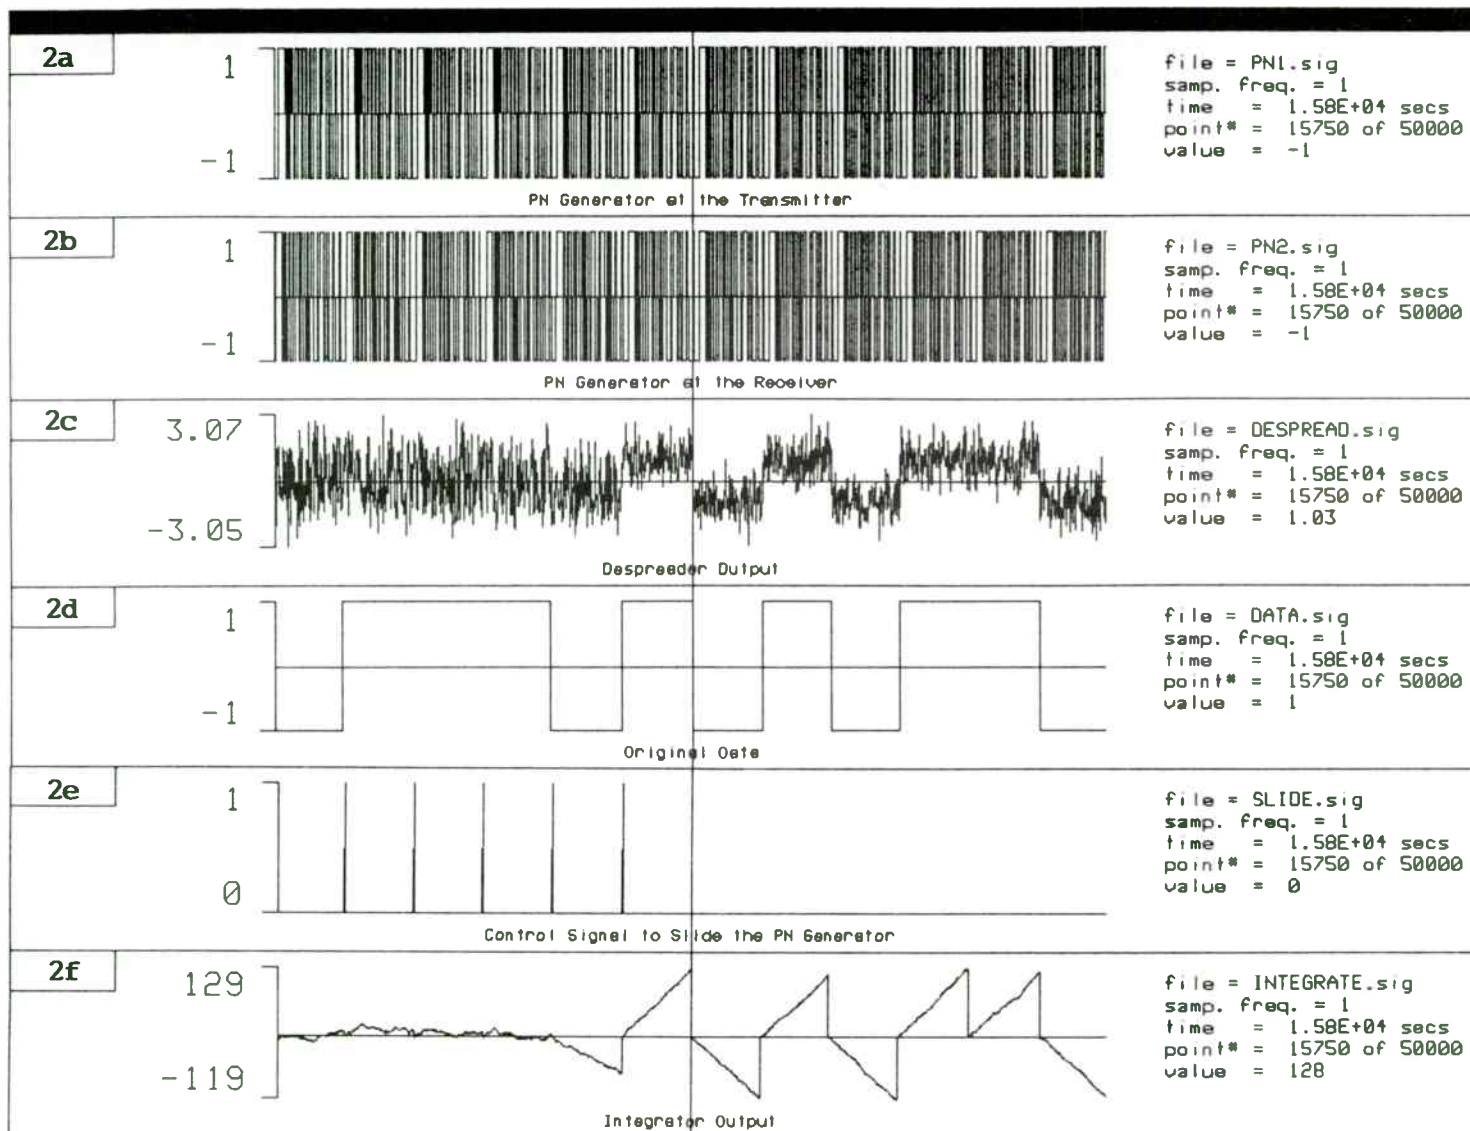 2a
1
-1
PN Generator at the Transmitter
file = PN1.sig
samp. freq. = 1
time = 1.58E+04 secs
point# = 15750 of 50000
value = -1
2b
1
-1
PN Generator at the Receiver
file = PN2.sig
samp. freq. = 1
time = 1.58E+04 secs
point# = 15750 of 50000
value = -1
2c
3.07
-3.05
Despreader Output
file = DESPREAD.sig
samp. freq. = 1
time = 1.58E+04 secs
point# = 15750 of 50000
value = 1.03
2d
1
-1
Original Data
file = DATA.sig
samp. freq. = 1
time = 1.58E+04 secs
point# = 15750 of 50000
value = 1
2e
1
0
Control Signal to Slide the PN Generator
file = SLIDE.sig
samp. freq. = 1
time = 1.58E+04 secs
point# = 15750 of 50000
value = 0
2f
129
-119
Integrator Output
file = INTEGRATE.sig
samp. freq. = 1
time = 1.58E+04 secs
point# = 15750 of 50000
value = 128